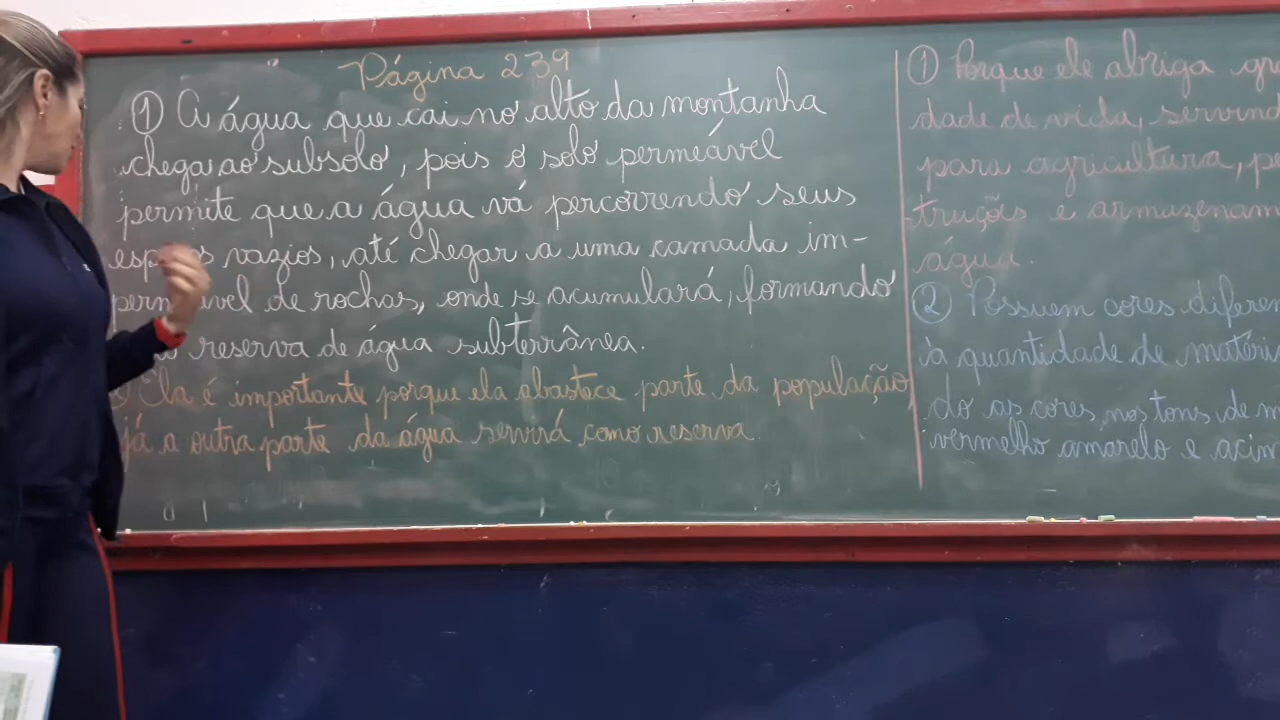 Página 239
① A água que cai no alto da montanha
chega ao subsolo, pois o solo permeável
permite que a água vá percorrendo seus
vazios, até chegar a uma camada im-
de rochas, onde se acumulará, formando
reserva de água subterrânea.
Ela é importante porque ela abastece parte da população,
já a outra parte da água servirá como reserva.
① Porque ele abriga
dade de vida,
para agricultura,
truções e
água.
② Possuem cores
à quantidade de
do as cores nos tons de
vermelho amarelo e